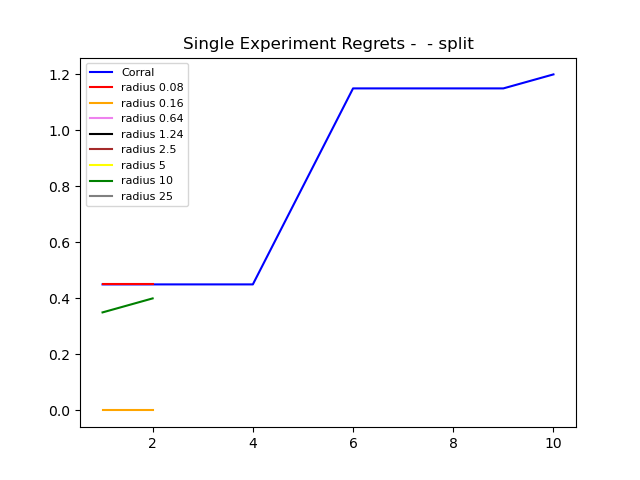 Single Experiment Regrets -  - split
Corral
radius 0.08
radius 0.16
radius 0.64
radius 1.24
radius 2.5
radius 5
radius 10
radius 25
1.2
1.0
0.8
0.6
0.4
0.2
0.0
2
4
6
8
10